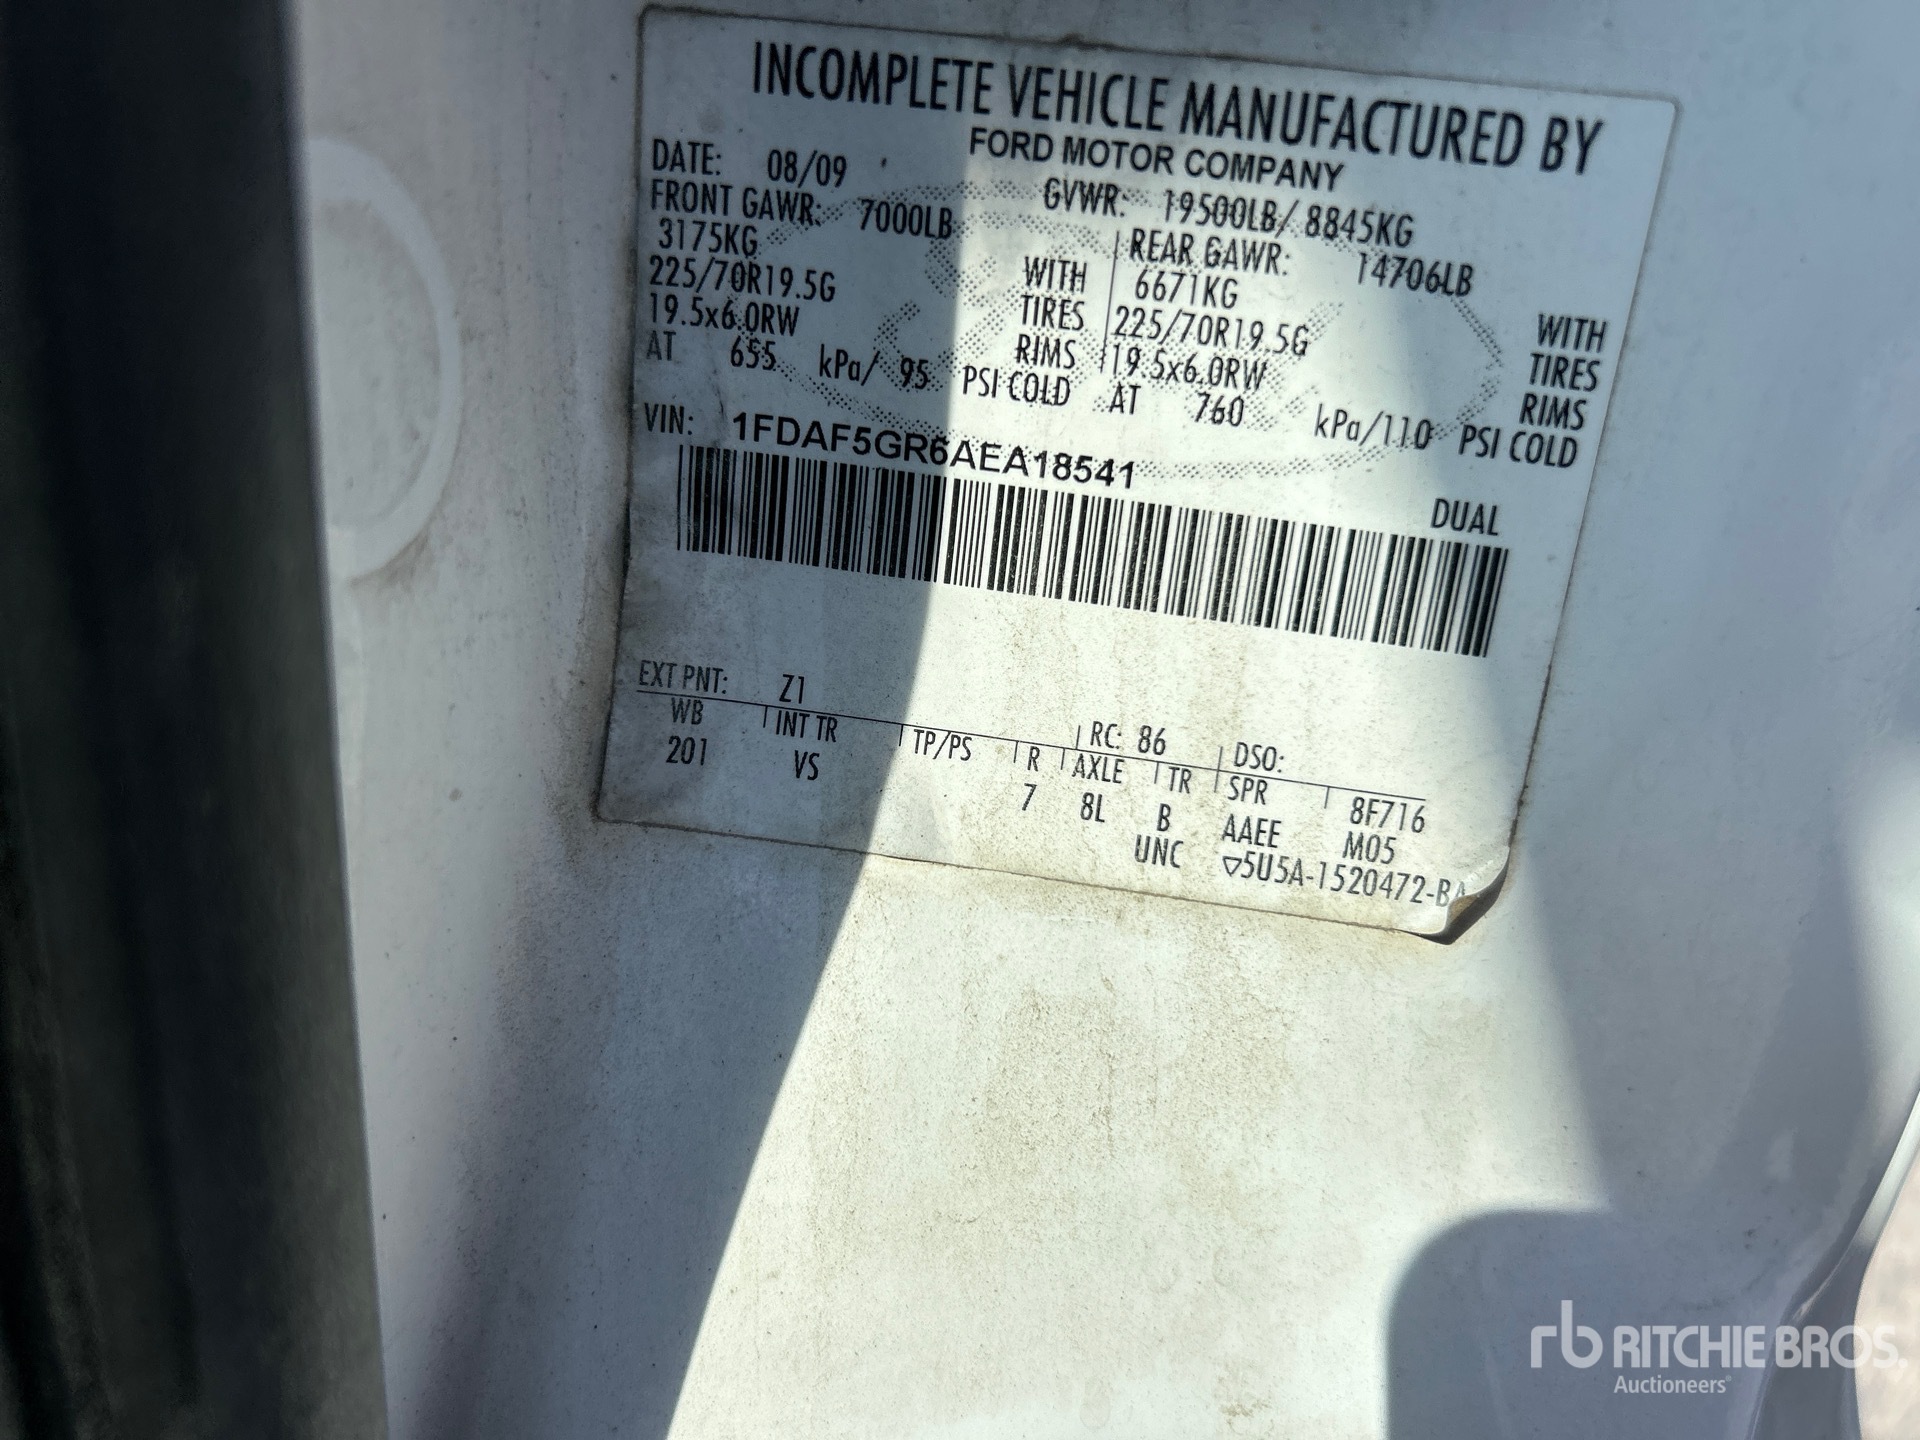 INCOMPLETE VEHICLE MANUFACTURED BY
FORD MOTOR COMPANY
DATE: 08/09 GVWR: 19500LB/ 8845KG
FRONT GAWR: 7000LB REAR GAWR: 14706LB
3175KG WITH 6671KG WITH
225/70R19.5G TIRES 225/70R19.5G TIRES
19.5x6.0RW RIMS 19.5x6.0RW RIMS
AT 655 kPa/ 95 PSI COLD AT 760 kPa/110 PSI COLD
VIN: 1FDAF5GR6AEA18541
DUAL
EXT PNT: Z1 RC: 86 DSO:
WB INT TR TP/PS R AXLE TR SPR 8F716
201 VS 7 8L B AAEE M05
UNC ▽5U5A-1520472-BA
rb RITCHIE BROS.
Auctioneers